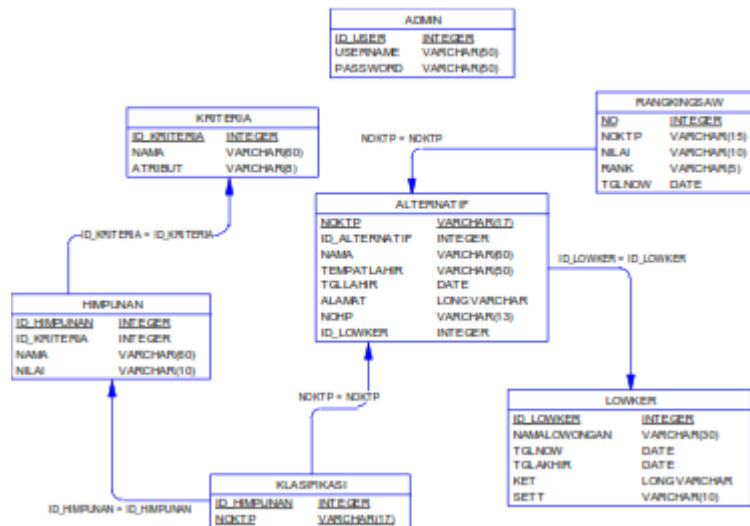 ADMIN
ID_USER INTEGER
USERNAME VARCHAR(50)
PASSWORD VARCHAR(50)
KRITERIA
ID_KRITERIA INTEGER
NAMA VARCHAR(60)
ATRIBUT VARCHAR(8)
RANGKINGSAW
NO INTEGER
NOKTP VARCHAR(15)
NILAI VARCHAR(10)
RANK VARCHAR(5)
TGLNOW DATE
NOKTP = NOKTP
ALTERNATIF
NOKTP VARCHAR(17)
ID_ALTERNATIF INTEGER
NAMA VARCHAR(60)
TEMPATLAHIR VARCHAR(50)
TGLLAHIR DATE
ALAMAT LONG VARCHAR
NOHP VARCHAR(13)
ID_LOWKER INTEGER
ID_KRITERIA = ID_KRITERIA
ID_LOWKER = ID_LOWKER
HIMPUNAN
ID_HIMPUNAN INTEGER
ID_KRITERIA INTEGER
NAMA VARCHAR(60)
NILAI VARCHAR(10)
NOKTP = NOKTP
LOWKER
ID_LOWKER INTEGER
NAMALOWONGAN VARCHAR(30)
TGLNOW DATE
TGLAKHIR DATE
KET LONG VARCHAR
SETT VARCHAR(10)
KLASIFIKASI
ID_HIMPUNAN INTEGER
NOKTP VARCHAR(17)
ID_HIMPUNAN = ID_HIMPUNAN